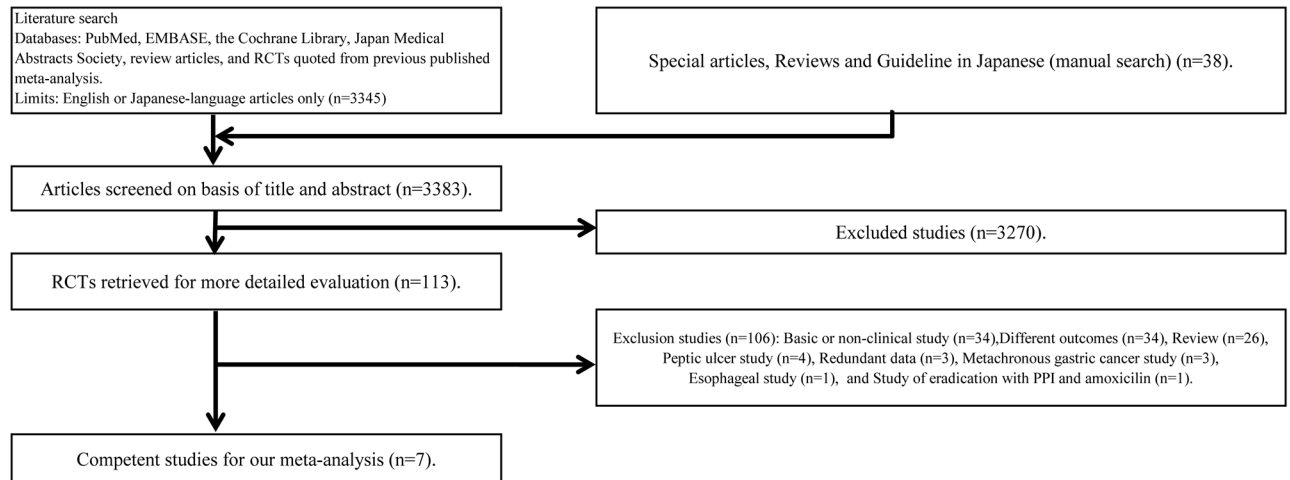 Literature search
Databases: PubMed, EMBASE, the Cochrane Library, Japan Medical
Abstracts Society, review articles, and RCTs quoted from previous published
meta-analysis.
Limits: English or Japanese-language articles only (n=3345)
Special articles, Reviews and Guideline in Japanese (manual search) (n=38).
Articles screened on basis of title and abstract (n=3383).
Excluded studies (n=3270).
RCTs retrieved for more detailed evaluation (n=113).
Exclusion studies (n=106): Basic or non-clinical study (n=34),Different outcomes (n=34), Review (n=26),
Peptic ulcer study (n=4), Redundant data (n=3), Metachronous gastric cancer study (n=3),
Esophageal study (n=1), and Study of eradication with PPI and amoxicilin (n=1).
Competent studies for our meta-analysis (n=7).